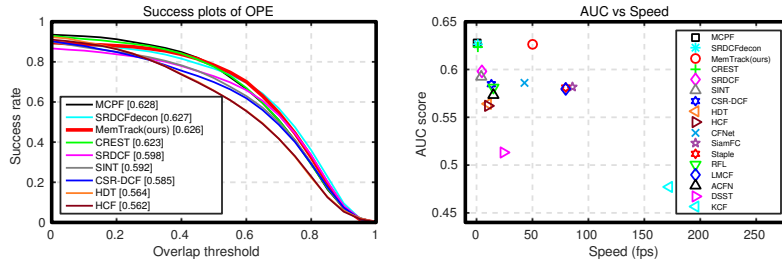 Success plots of OPE
Success rate
1
0.8
0.6
0.4
0.2
0
MCPF [0.628]
SRDCFdecon [0.627]
MemTrack(ours) [0.626]
CREST [0.623]
SRDCF [0.598]
SINT [0.592]
CSR-DCF [0.585]
HDT [0.564]
HCF [0.562]
0 0.2 0.4 0.6 0.8 1
Overlap threshold
AUC vs Speed
AUC score
0.65
0.6
0.55
0.5
0.45
MCPF
SRDCFdecon
MemTrack(ours)
CREST
SRDCF
SINT
CSR-DCF
HDT
HCF
CFNet
SiamFC
Staple
RFL
LMCF
ACFN
DSST
KCF
0 50 100 150 200 250
Speed (fps)